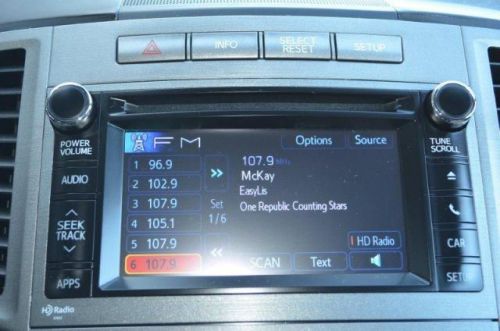 INFO
SELECT RESET
SETUP
POWER VOLUME
TUNE SCROLL
FM
Options
Source
1 96.9
2 102.9
3 107.9
4 105.1
5 107.9
6 107.9
Set
1/6
107.9 MHz
McKay
EasyLis
One Republic Counting Stars
HD Radio
SCAN
Text
AUDIO
SEEK TRACK
APPS
CAR
SETUP
HD Radio